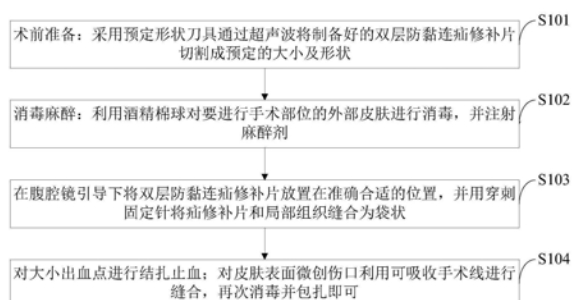 S101
术前准备：采用预定形状刀具通过超声波将制备好的双层防黏连疝修补片
切割成预定的大小及形状
S102
消毒麻醉：利用酒精棉球对要进行手术部位的外部皮肤进行消毒，并注射
麻醉剂
S103
在腹腔镜引导下将双层防黏连疝修补片放置在准确合适的位置，并用穿刺
固定针将疝修补片和局部组织缝合为袋状
S104
对大小出血点进行结扎止血；对皮肤表面微创伤口利用可吸收手术线进行
缝合，再次消毒并包扎即可